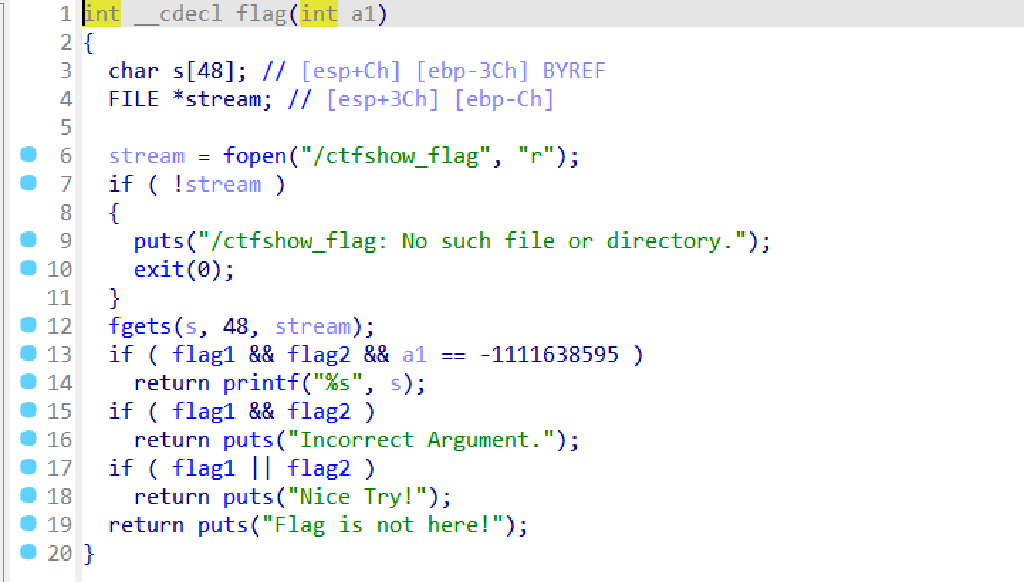 1 int __cdecl flag(int a1)
2 {
3 char s[48]; // [esp+Ch] [ebp-3Ch] BYREF
4 FILE *stream; // [esp+3Ch] [ebp-Ch]
5
6 stream = fopen("/ctfshow_flag", "r");
7 if ( !stream )
8 {
9 puts("/ctfshow_flag: No such file or directory.");
10 exit(0);
11 }
12 fgets(s, 48, stream);
13 if ( flag1 && flag2 && a1 == -1111638595 )
14 return printf("%s", s);
15 if ( flag1 && flag2 )
16 return puts("Incorrect Argument.");
17 if ( flag1 || flag2 )
18 return puts("Nice Try!");
19 return puts("Flag is not here!");
20 }